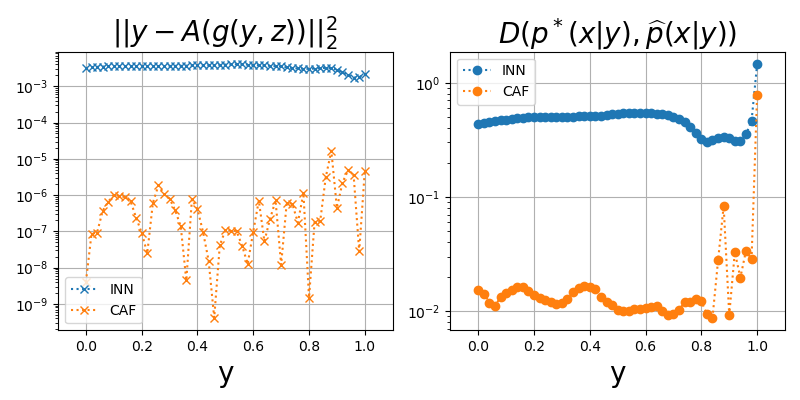 ||y − A(g(y, z))||₂²
10⁻³
10⁻⁴
10⁻⁵
10⁻⁶
10⁻⁷
10⁻⁸
10⁻⁹
INN
CAF
0.0 0.2 0.4 0.6 0.8 1.0
y
D(p*(x|y), p̂(x|y))
10⁰
10⁻¹
10⁻²
INN
CAF
0.0 0.2 0.4 0.6 0.8 1.0
y